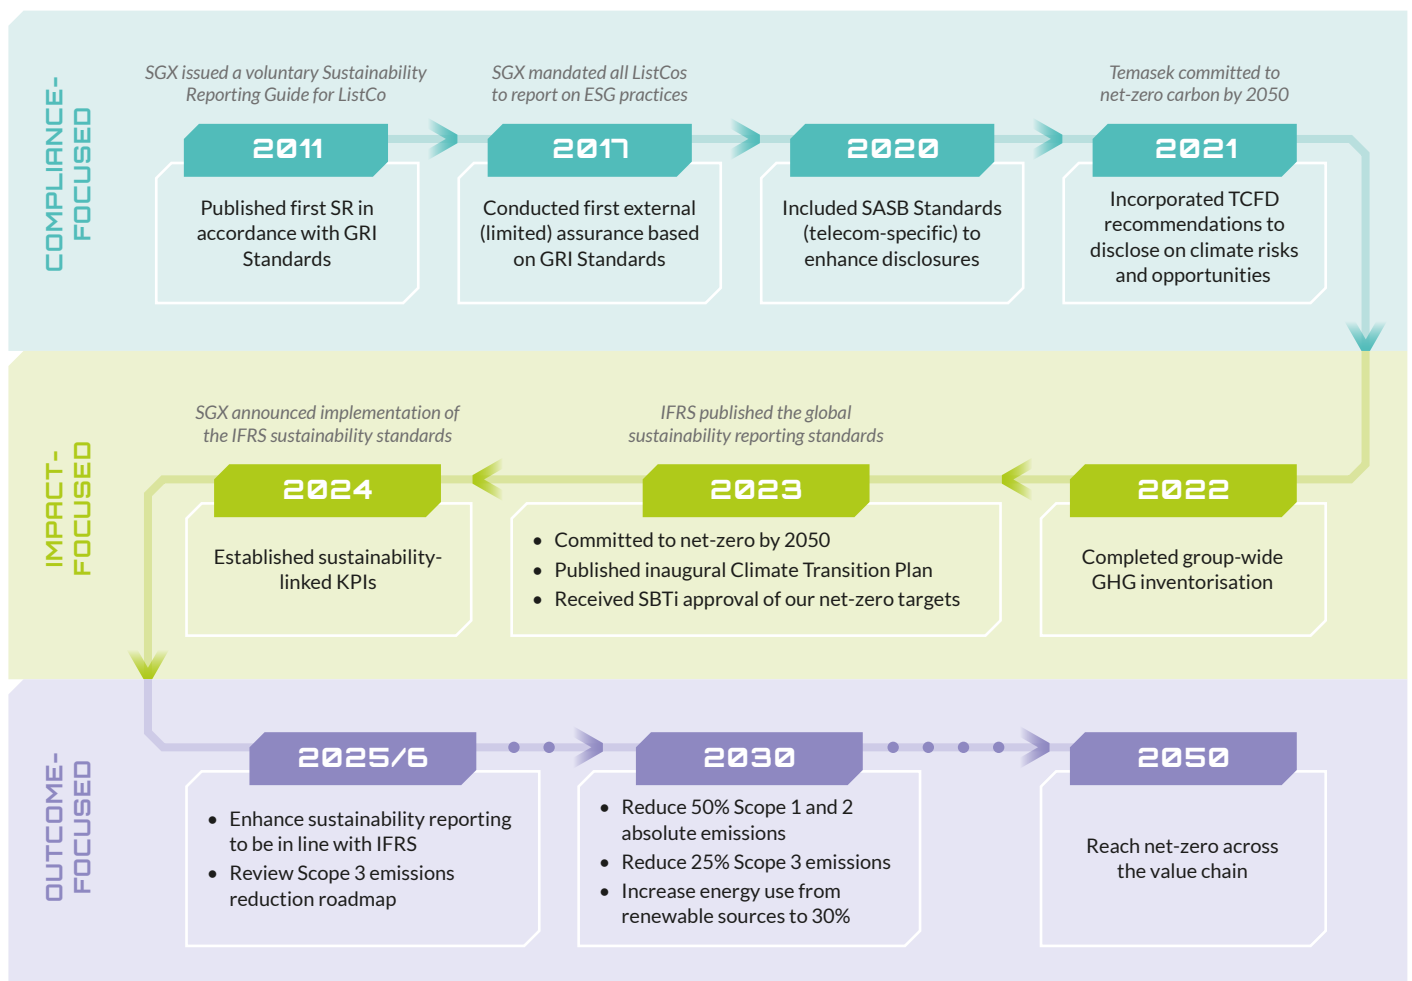 COMPLIANCE-
FOCUSED
SGX issued a voluntary Sustainability
Reporting Guide for ListCo
2011
Published first SR in
accordance with GRI
Standards
SGX mandated all ListCos
to report on ESG practices
2017
Conducted first external
(limited) assurance based
on GRI Standards
2020
Included SASB Standards
(telecom-specific) to
enhance disclosures
Temasek committed to
net-zero carbon by 2050
2021
Incorporated TCFD
recommendations to
disclose on climate risks
and opportunities
IMPACT-
FOCUSED
2022
Completed group-wide
GHG inventorisation
IFRS published the global
sustainability reporting standards
2023
• Committed to net-zero by 2050
• Published inaugural Climate Transition Plan
• Received SBTi approval of our net-zero targets
SGX announced implementation of
the IFRS sustainability standards
2024
Established sustainability-
linked KPIs
OUTCOME-
FOCUSED
2025/6
• Enhance sustainability reporting
to be in line with IFRS
• Review Scope 3 emissions
reduction roadmap
2030
• Reduce 50% Scope 1 and 2
absolute emissions
• Reduce 25% Scope 3 emissions
• Increase energy use from
renewable sources to 30%
2050
Reach net-zero across
the value chain